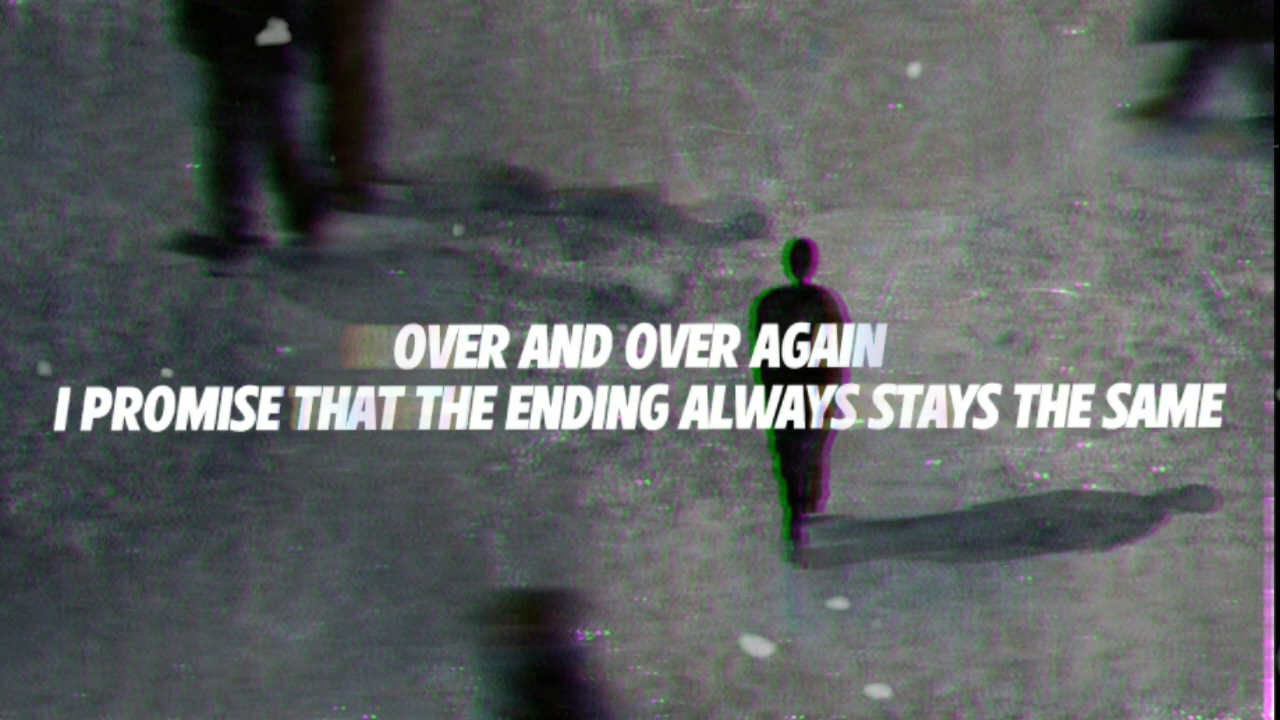 OVER AND OVER AGAIN
I PROMISE THAT THE ENDING ALWAYS STAYS THE SAME